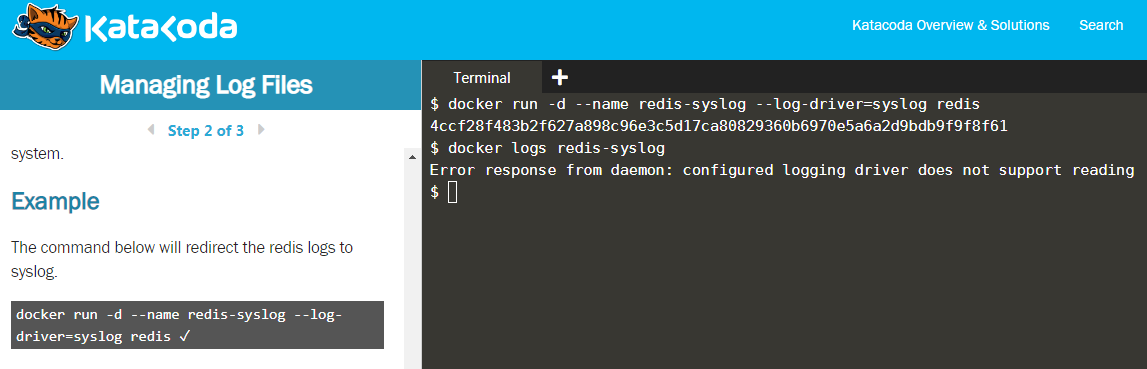 Katacoda
Katacoda Overview & Solutions
Search
Managing Log Files
Step 2 of 3
system.
Example
The command below will redirect the redis logs to
syslog.
docker run -d --name redis-syslog --log-
driver=syslog redis ✓
Terminal
$ docker run -d --name redis-syslog --log-driver=syslog redis
4ccf28f483b2f627a898c96e3c5d17ca80829360b6970e5a6a2d9bdb9f9f8f61
$ docker logs redis-syslog
Error response from daemon: configured logging driver does not support reading
$